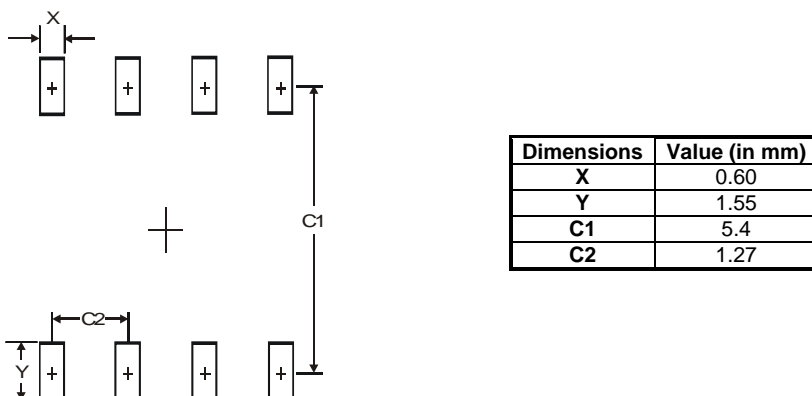 X
C1
C2
Y
Dimensions Value (in mm)
X 0.60
Y 1.55
C1 5.4
C2 1.27